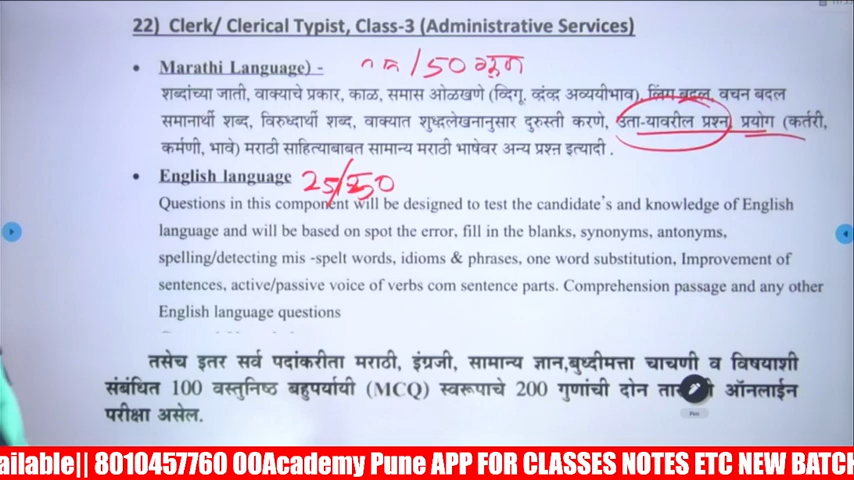 22) Clerk/ Clerical Typist, Class-3 (Administrative Services)
Marathi Language) - /50
शब्दांच्या जाती, वाक्याचे प्रकार, काळ, समास ओळखणे (व्दिगू, व्दंव्द अव्ययीभाव), लिंग बदल, वचन बदल
समानार्थी शब्द, विरुध्दार्थी शब्द, वाक्यात शुध्दलेखनानुसार दुरुस्ती करणे, उता-यावरील प्रश्न, प्रयोग (कर्तरी,
कर्मणी, भावे) मराठी साहित्याबाबत सामान्य मराठी भाषेवर अन्य प्रश्न इत्यादी .
English language 25/50
Questions in this component will be designed to test the candidate's and knowledge of English
language and will be based on spot the error, fill in the blanks, synonyms, antonyms,
spelling/detecting mis -spelt words, idioms & phrases, one word substitution, Improvement of
sentences, active/passive voice of verbs com sentence parts. Comprehension passage and any other
English language questions
तसेच इतर सर्व पदांकरीता मराठी, इंग्रजी, सामान्य ज्ञान,बुध्दीमत्ता चाचणी व विषयाशी
संबंधित 100 वस्तुनिष्ठ बहुपर्यायी (MCQ) स्वरूपाचे 200 गुणांची दोन ऑनलाईन
परीक्षा असेल.
Pen
ailable|| 8010457760 OOAcademy Pune APP FOR CLASSES NOTES ETC NEW BATCH